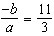 -b/a = 11/3